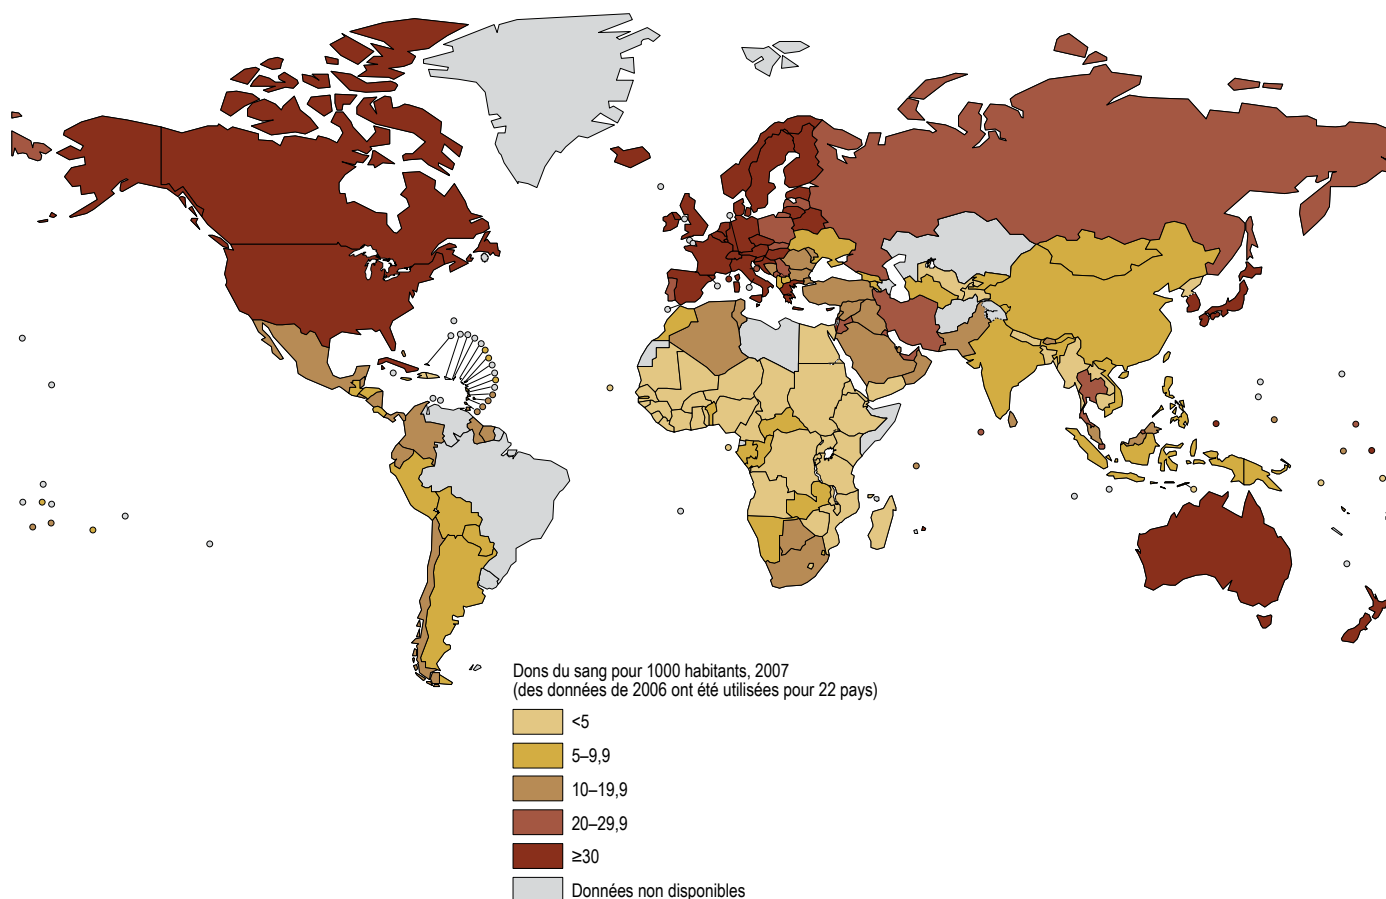 Dons du sang pour 1000 habitants, 2007
(des données de 2006 ont été utilisées pour 22 pays)
<5
5–9,9
10–19,9
20–29,9
≥30
Données non disponibles